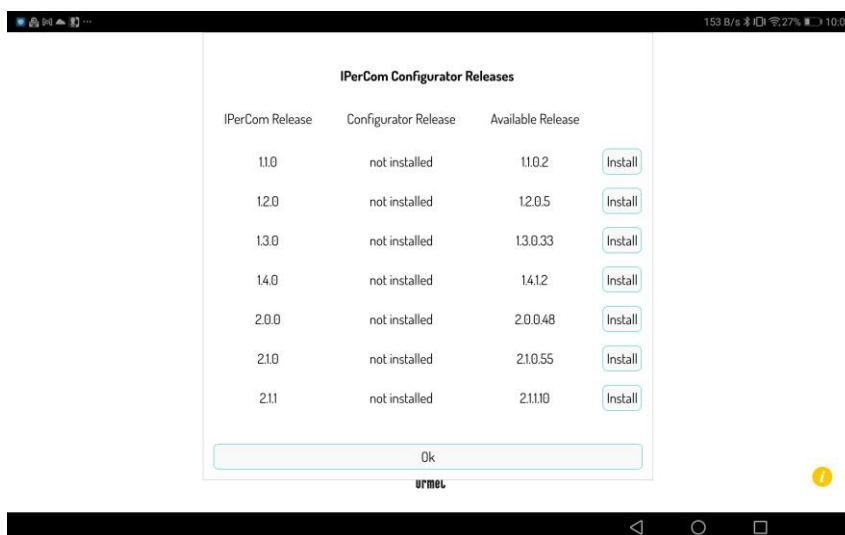 153 B/s 27% 10:0
IPerCom Configurator Releases
IPerCom Release Configurator Release Available Release
1.1.0 not installed 1.1.0.2 Install
1.2.0 not installed 1.2.0.5 Install
1.3.0 not installed 1.3.0.33 Install
1.4.0 not installed 1.4.1.2 Install
2.0.0 not installed 2.0.0.48 Install
2.1.0 not installed 2.1.0.55 Install
2.1.1 not installed 2.1.1.10 Install
Ok
urmet
i